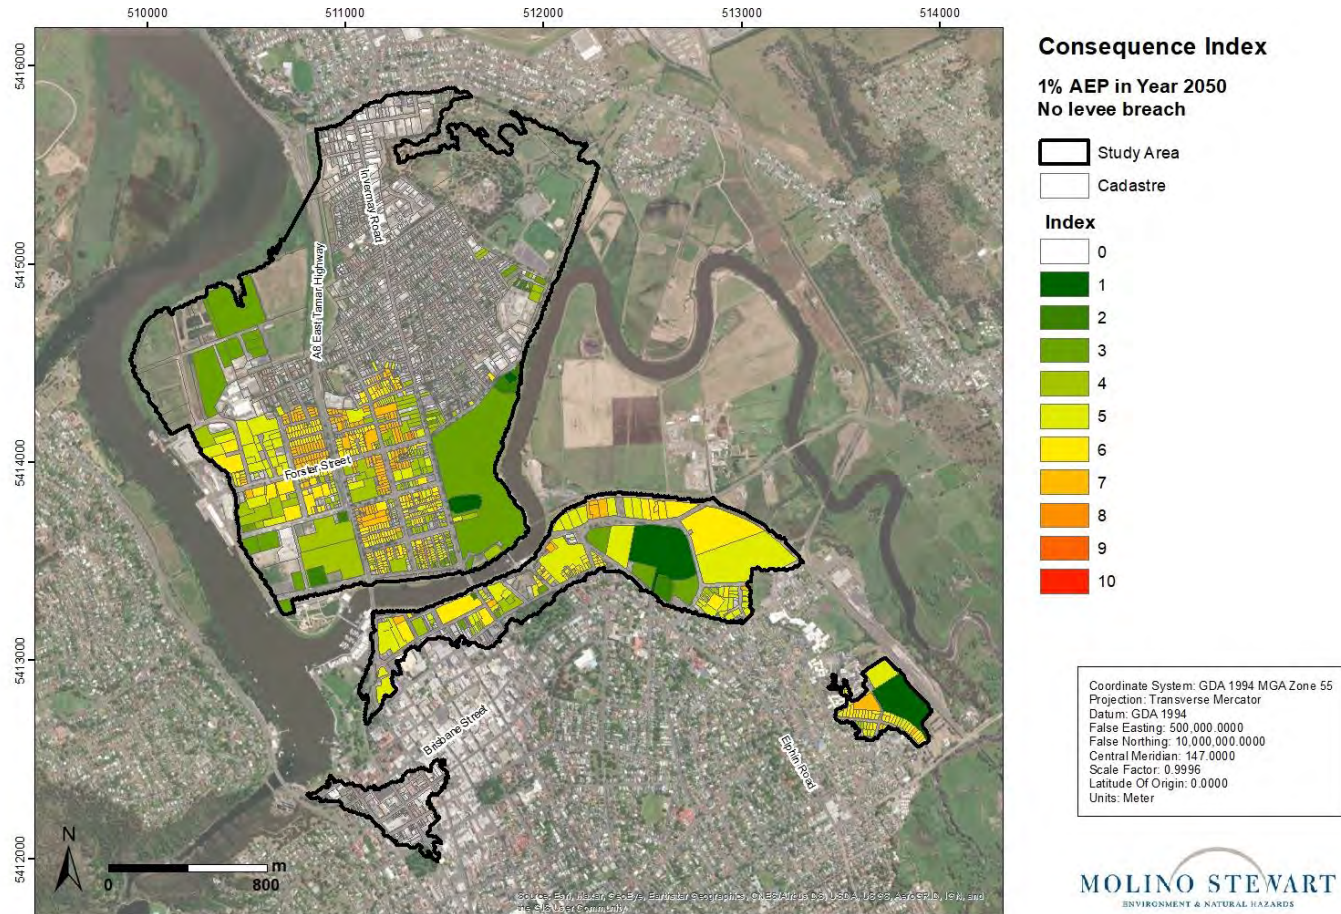 510000
511000
512000
513000
514000
5416000
5415000
5414000
5413000
5412000
Invermay Road
A8 East Tamar Highway
Forster Street
Brisbane Street
Elphin Road
N
m
0
800
the GIS User Community
Consequence Index
1% AEP in Year 2050
No levee breach
Study Area
Cadastre
Index
0
1
2
3
4
5
6
7
8
9
10
Coordinate System: GDA 1994 MGA Zone 55
Projection: Transverse Mercator
Datum: GDA 1994
False Easting: 500,000.0000
False Northing: 10,000,000.0000
Central Meridian: 147.0000
Scale Factor: 0.9996
Latitude Of Origin: 0.0000
Units: Meter
MOLINO STEWART
ENVIRONMENT & NATURAL HAZARDS